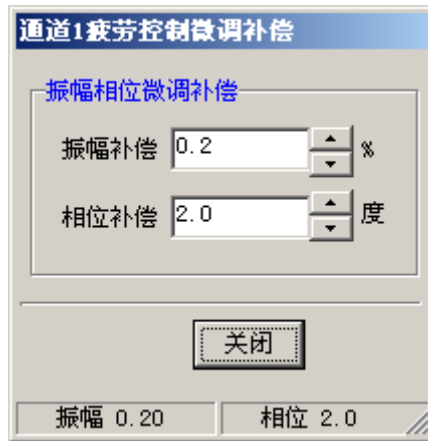 通道1疲劳控制微调补偿
振幅相位微调补偿
振幅补偿 0.2 %
相位补偿 2.0 度
关闭
振幅 0.20 相位 2.0